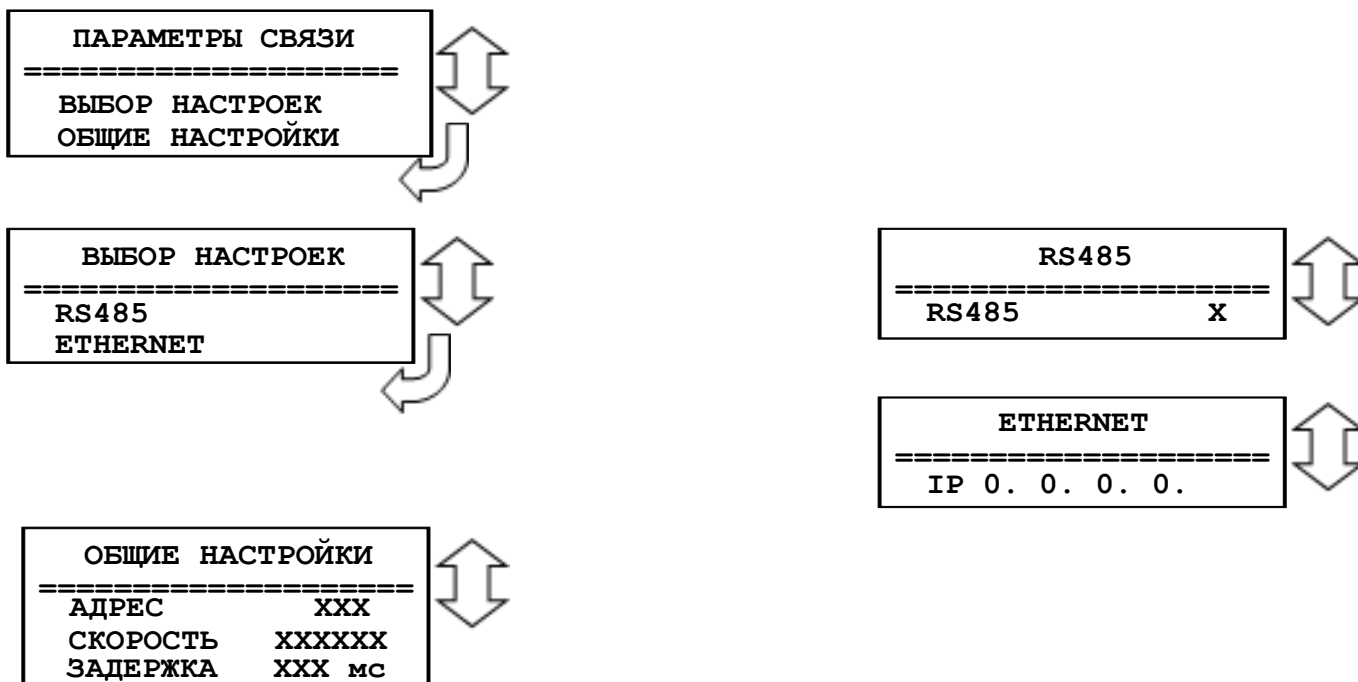 ПАРАМЕТРЫ СВЯЗИ
====================
ВЫБОР НАСТРОЕК
ОБЩИЕ НАСТРОЙКИ
ВЫБОР НАСТРОЕК
====================
RS485
ETHERNET
RS485
====================
RS485 X
ETHERNET
====================
IP 0. 0. 0. 0.
ОБЩИЕ НАСТРОЙКИ
====================
АДРЕС XXX
СКОРОСТЬ XXXXXX
ЗАДЕРЖКА XXX мс